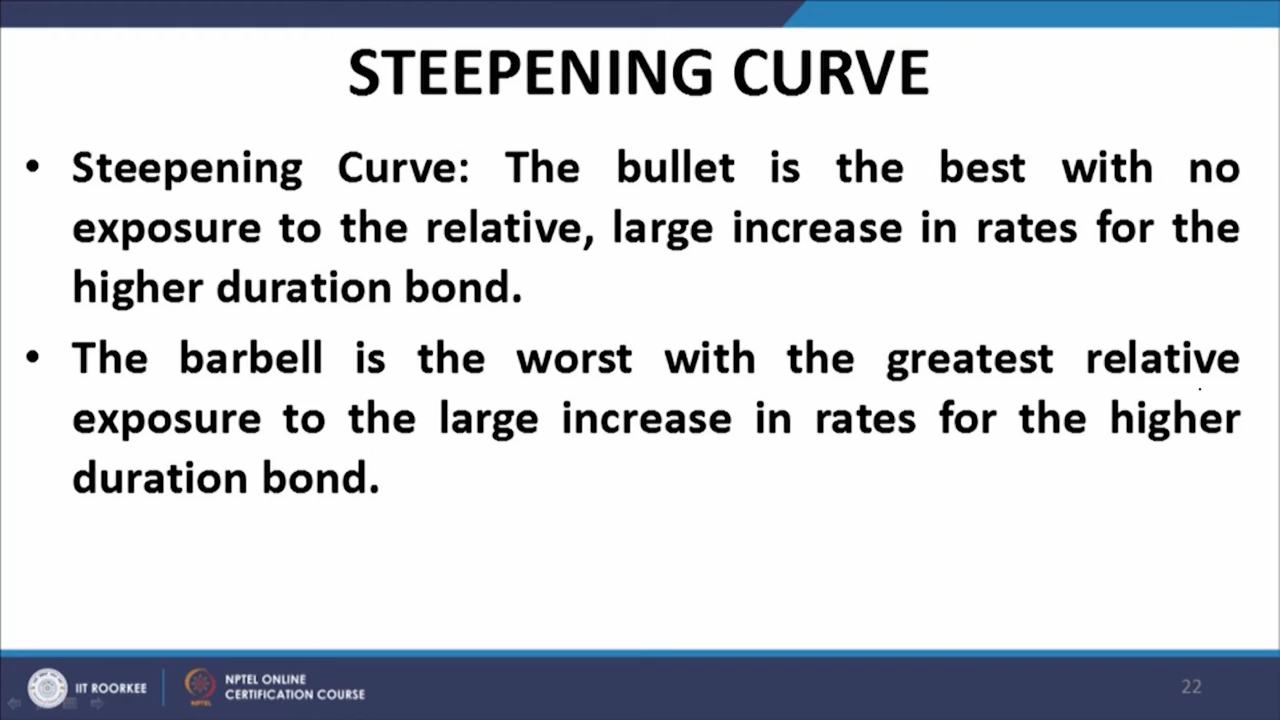 STEEPENING CURVE
• Steepening Curve: The bullet is the best with no
exposure to the relative, large increase in rates for the
higher duration bond.
• The barbell is the worst with the greatest relative
exposure to the large increase in rates for the higher
duration bond.
IIT ROORKEE
NPTEL ONLINE
CERTIFICATION COURSE
NPTEL
22